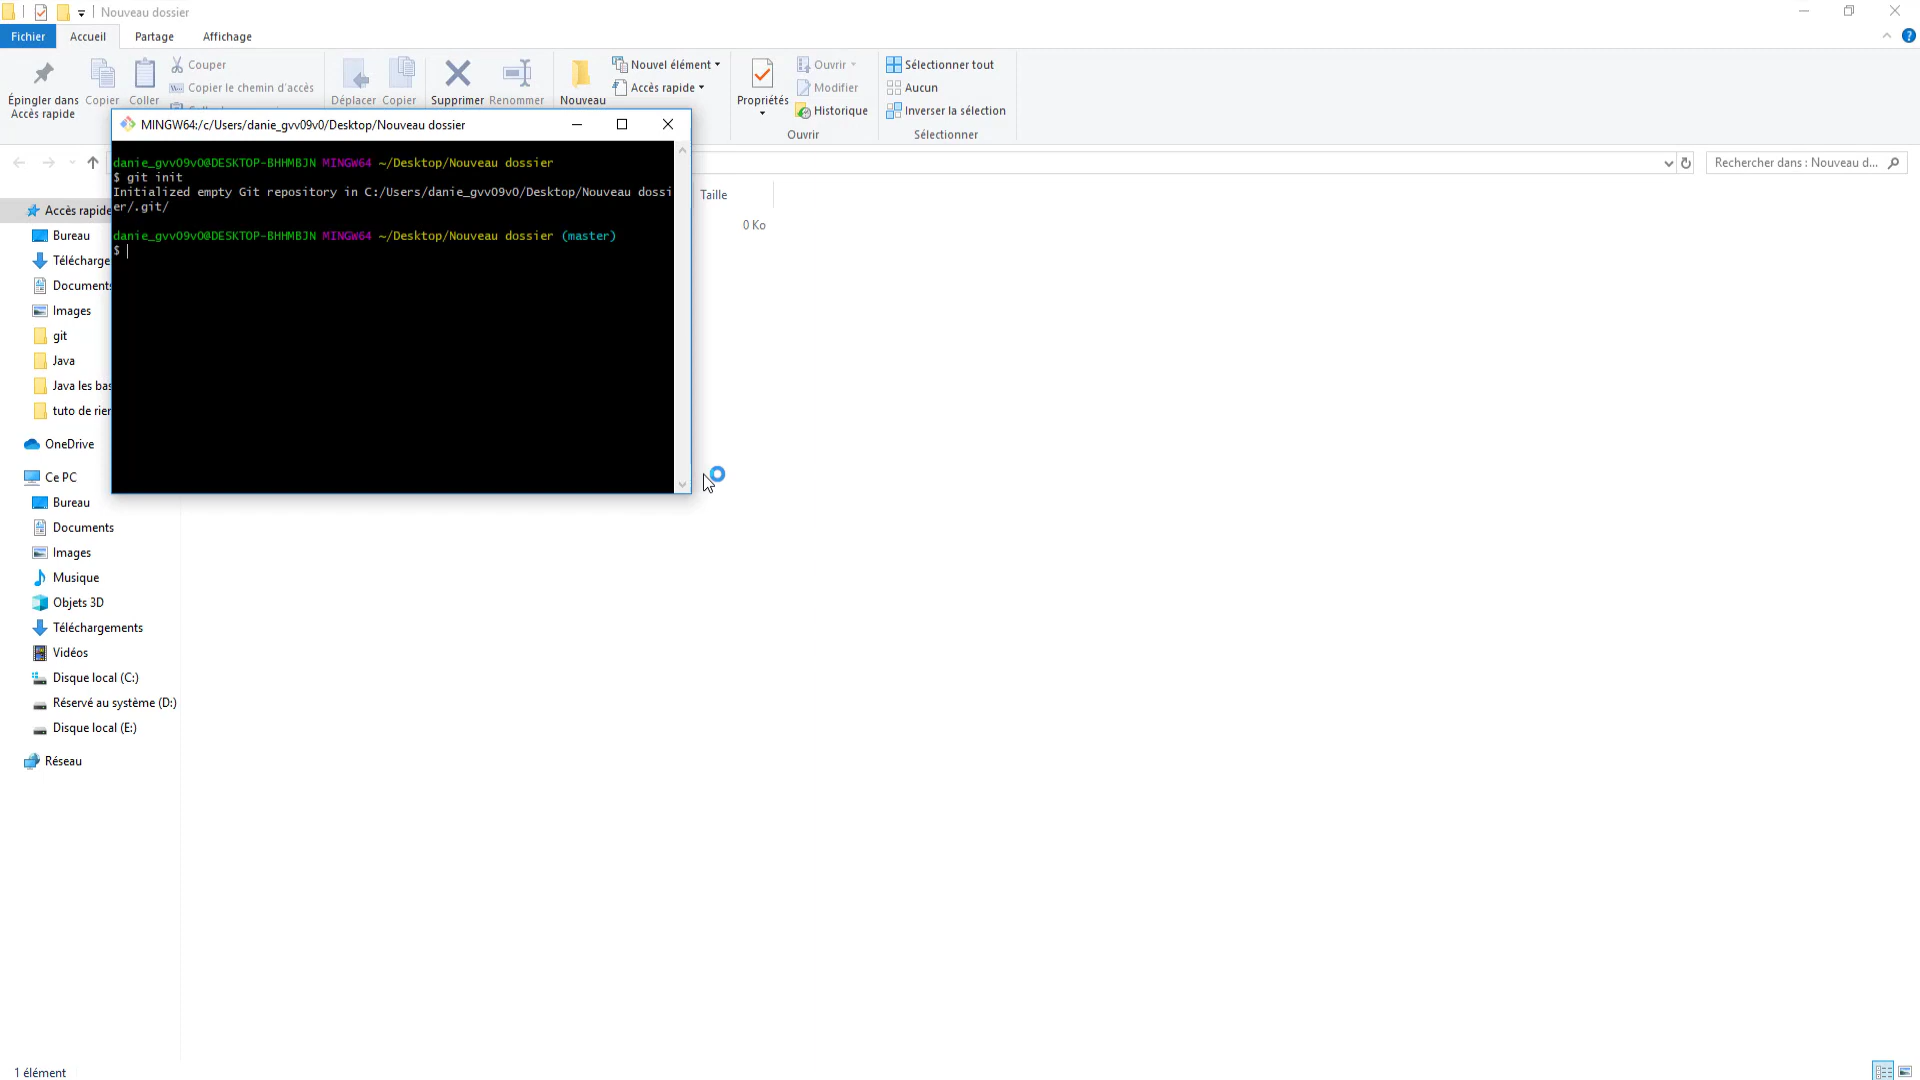 Nouveau dossier
Fichier Accueil Partage Affichage
Épingler dans Accès rapide
Copier
Coller
Couper
Copier le chemin d'accès
Déplacer
Copier
Supprimer
Renommer
Nouveau
Nouvel élément
Accès rapide
Propriétés
Ouvrir
Modifier
Historique
Ouvrir
Sélectionner tout
Aucun
Inverser la sélection
Sélectionner
MINGW64:/c/Users/danie_gvv09v0/Desktop/Nouveau dossier
danie_gvv09v0@DESKTOP-BHHMBJN MINGW64 ~/Desktop/Nouveau dossier
$ git init
Initialized empty Git repository in C:/Users/danie_gvv09v0/Desktop/Nouveau dossi
er/.git/
danie_gvv09v0@DESKTOP-BHHMBJN MINGW64 ~/Desktop/Nouveau dossier (master)
$
Rechercher dans : Nouveau d...
Taille
0 Ko
Accès rapide
Bureau
Télécharge
Documents
Images
git
Java
Java les bas
tuto de rien
OneDrive
Ce PC
Bureau
Documents
Images
Musique
Objets 3D
Téléchargements
Vidéos
Disque local (C:)
Réservé au système (D:)
Disque local (E:)
Réseau
1 élément